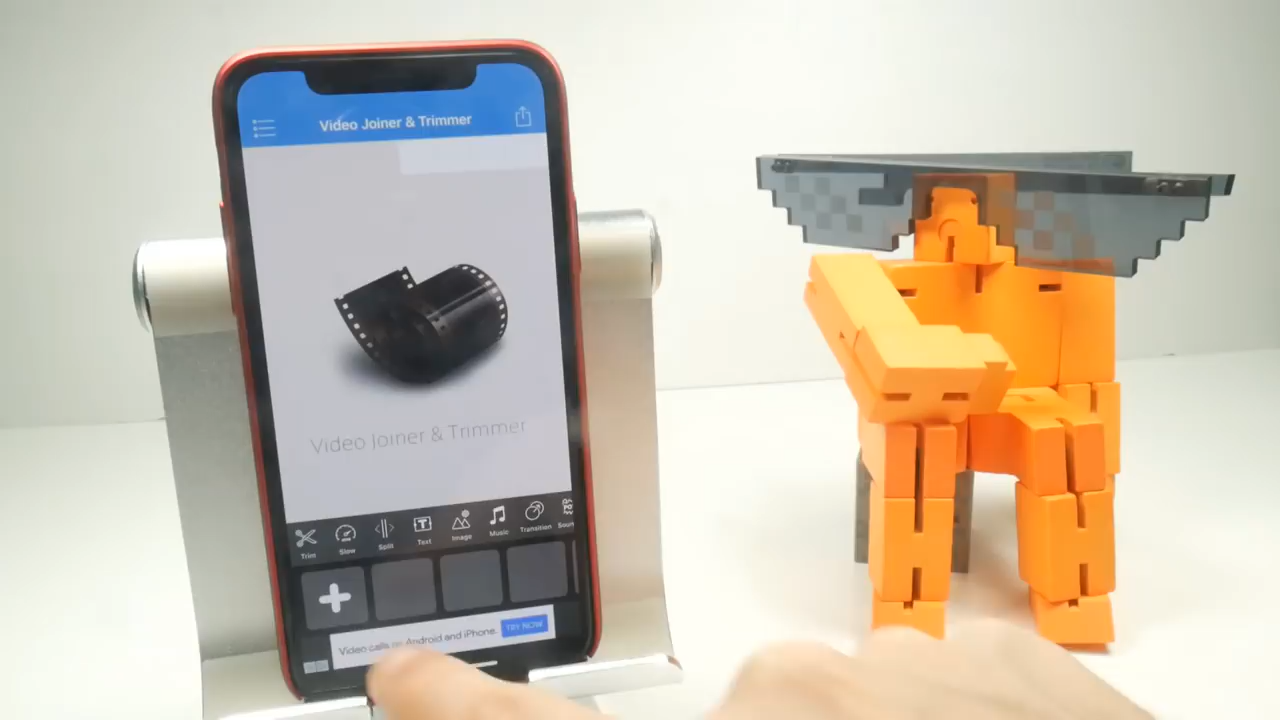 Video Joiner & Trimmer
Video Joiner & Trimmer
Trim Slow Split Text Image Music Transition
Video calls on Android and iPhone. TRY NOW